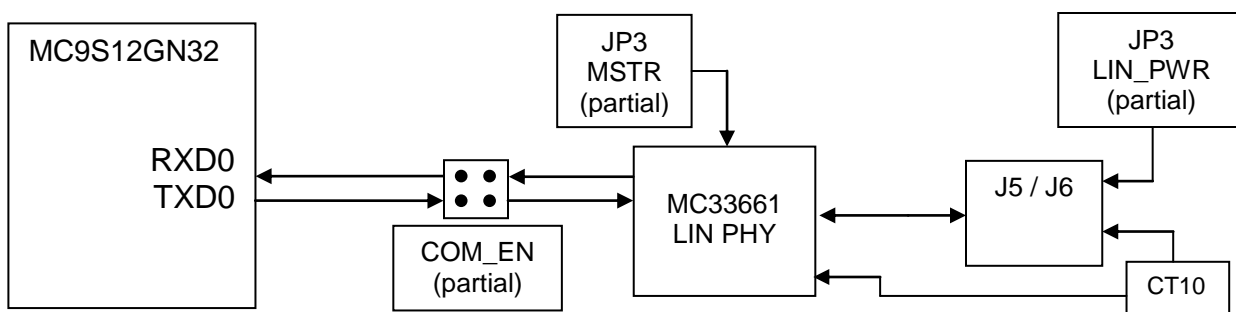 MC9S12GN32
RXD0
TXD0
COM_EN
(partial)
JP3
MSTR
(partial)
MC33661
LIN PHY
JP3
LIN_PWR
(partial)
J5 / J6
CT10